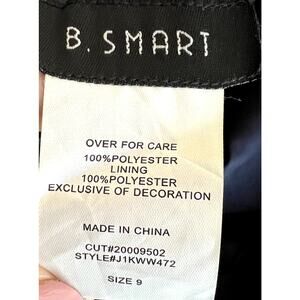 B. SMART
OVER FOR CARE
100%POLYESTER
LINING
100%POLYESTER
EXCLUSIVE OF DECORATION
MADE IN CHINA
CUT#20009502
STYLE#J1KWW472
SIZE 9